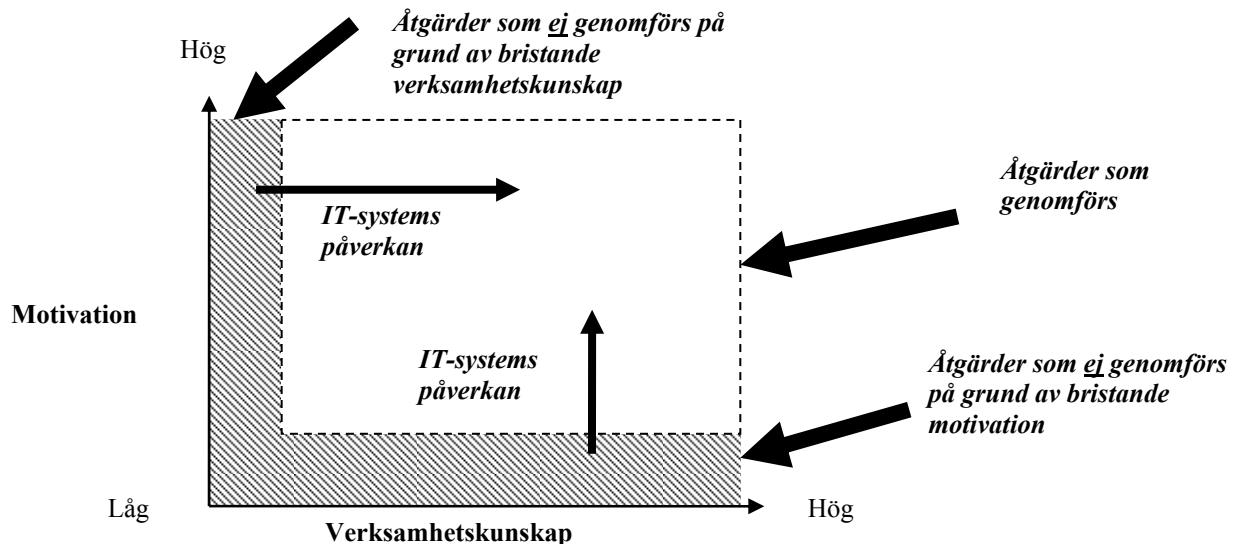 Åtgärder som ej genomförs på
grund av bristande
verksamhetskunskap
Hög
Åtgärder som
genomförs
IT-systems
påverkan
Motivation
IT-systems
påverkan
Åtgärder som ej genomförs
på grund av bristande
motivation
Låg
Hög
Verksamhetskunskap